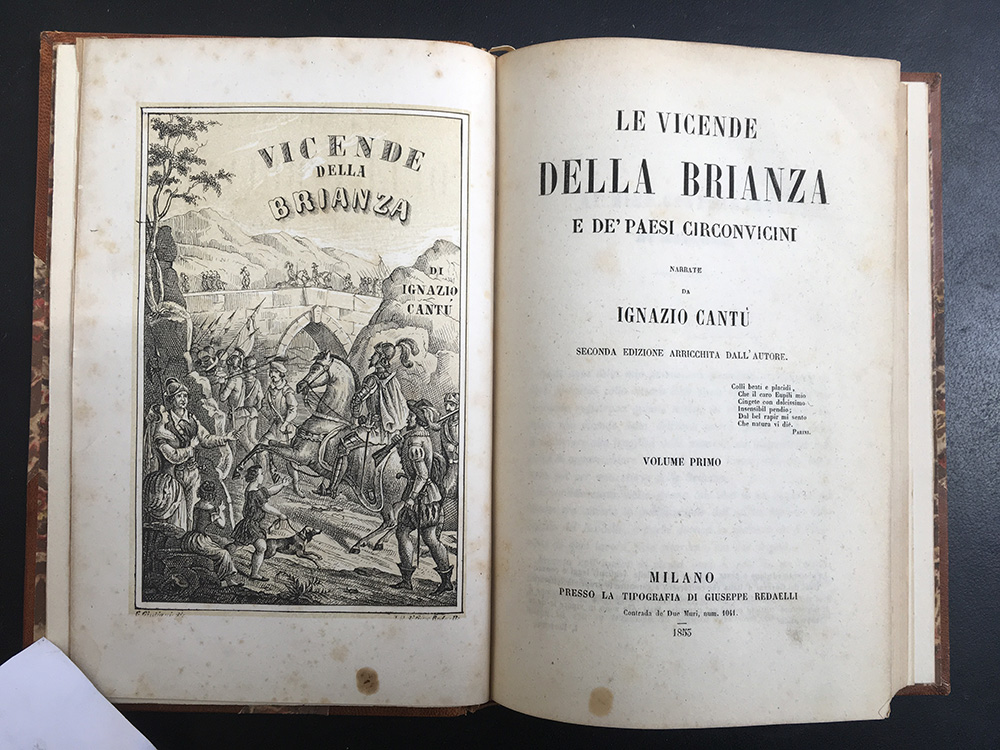 VICENDE
DELLA
BRIANZA
DI
IGNAZIO
CANTÙ
LE VICENDE
DELLA BRIANZA
E DE' PAESI CIRCONVICINI
NARRATE
DA
IGNAZIO CANTÙ
SECONDA EDIZIONE ARRICCHITA DALL'AUTORE.
Colli beati e placidi,
Che il caro Eupili mio
Cingete con dolcissimo
Insensibil pendio;
Dal bel rapir mi sento
Che natura vi diè.
PARINI.
VOLUME PRIMO
MILANO
PRESSO LA TIPOGRAFIA DI GIUSEPPE REDAELLI
Contrada de' Due Muri, num. 1041.
1855